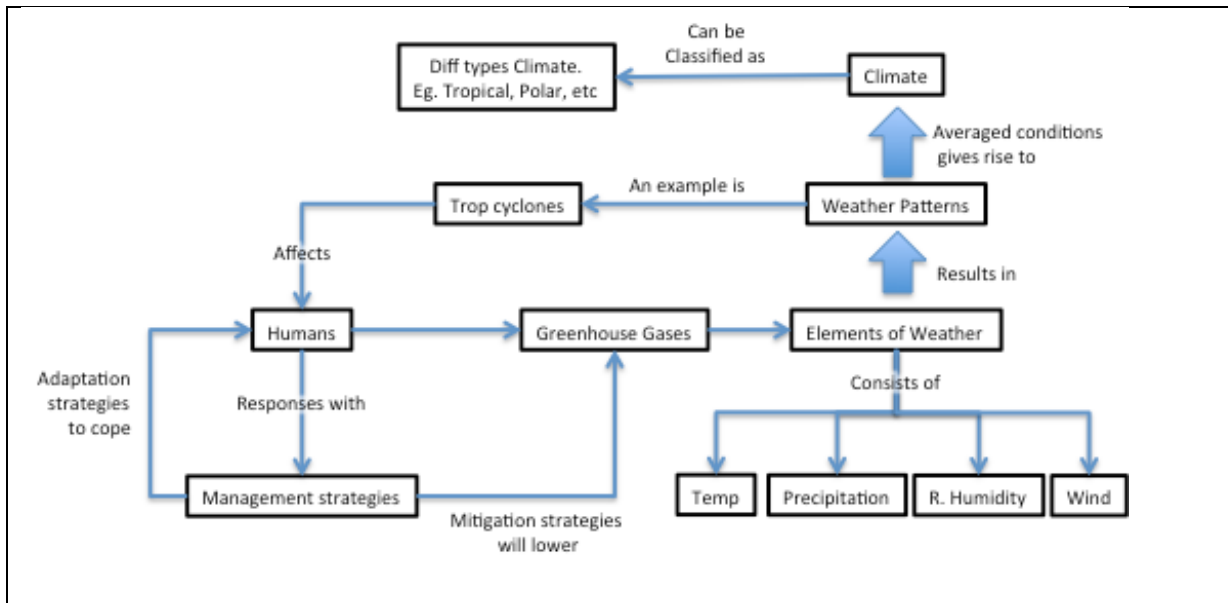 Can be
Classified as
Diff types Climate.
Eg. Tropical, Polar, etc
Climate
Averaged conditions
gives rise to
An example is
Trop cyclones
Weather Patterns
Affects
Results in
Humans
Greenhouse Gases
Elements of Weather
Adaptation
strategies
to cope
Responses with
Consists of
Management strategies
Temp
Precipitation
R. Humidity
Wind
Mitigation strategies
will lower